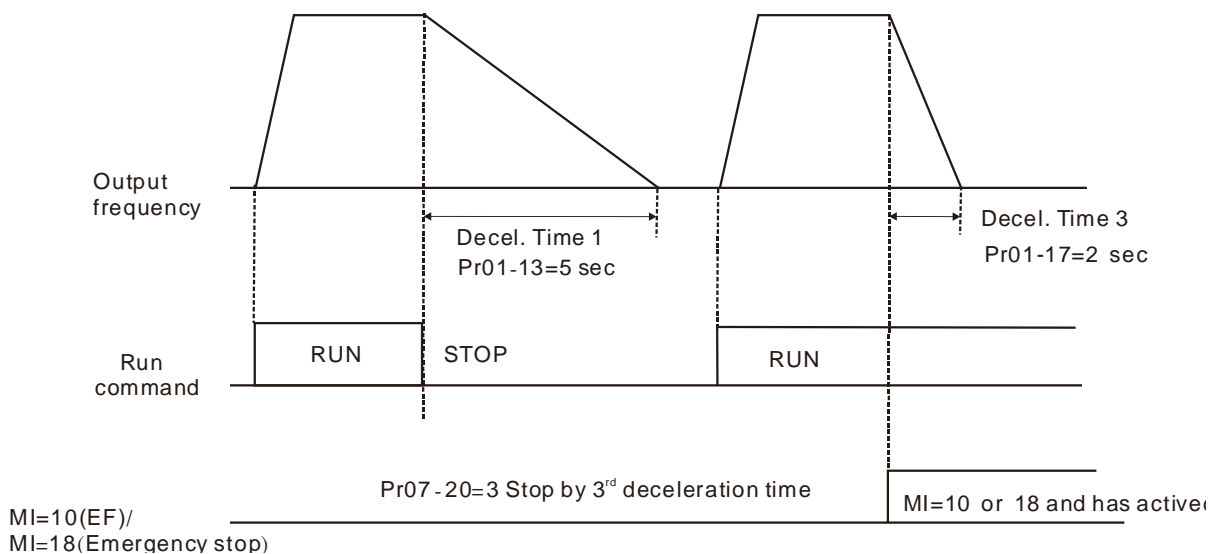 Output
frequency
Decel. Time 1
Pr01-13=5 sec
Decel. Time 3
Pr01-17=2 sec
Run
command
RUN
STOP
RUN
Pr07-20=3 Stop by 3rd deceleration time
MI=10 or 18 and has actived
MI=10(EF)/
MI=18(Emergency stop)